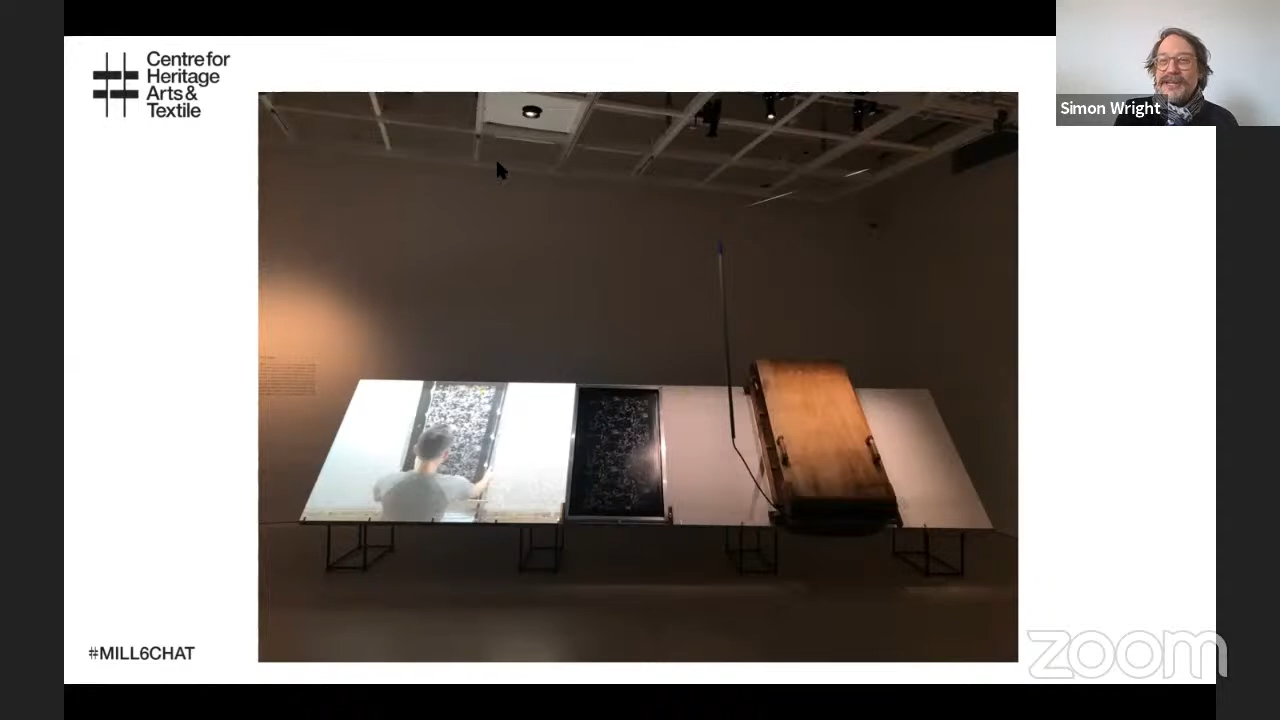 Centre for
Heritage
Arts &
Textile
Simon Wright
#MILL6CHAT
zoom